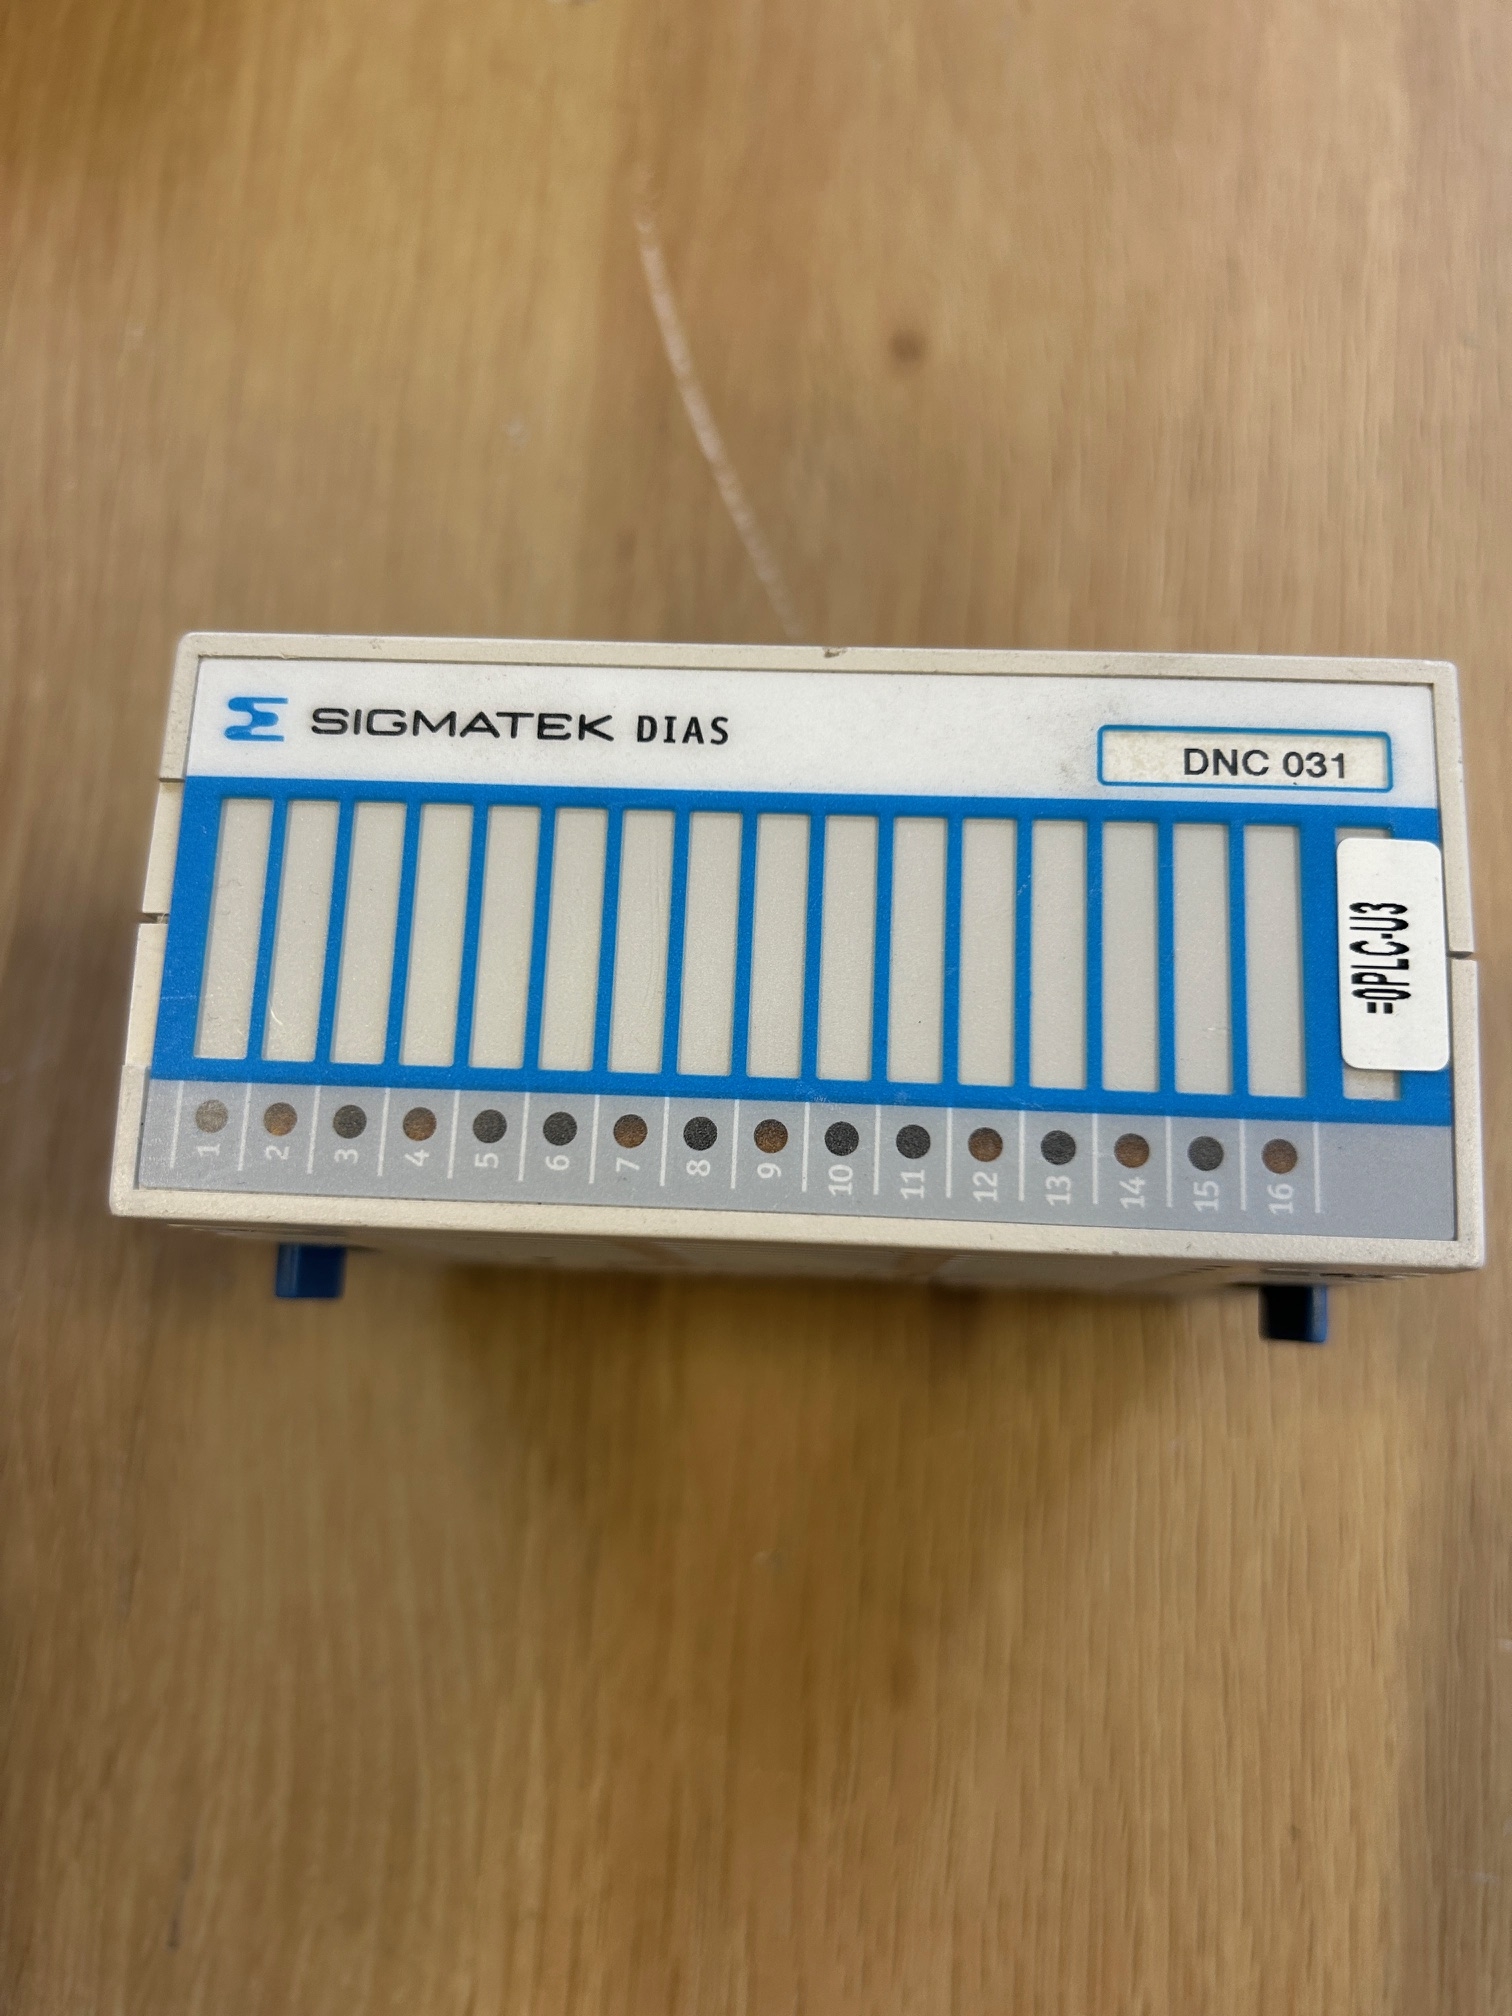 SIGMATEK DIAS
DNC 031
=0PLC-U3
1 2 3 4 5 6 7 8 9 10 11 12 13 14 15 16